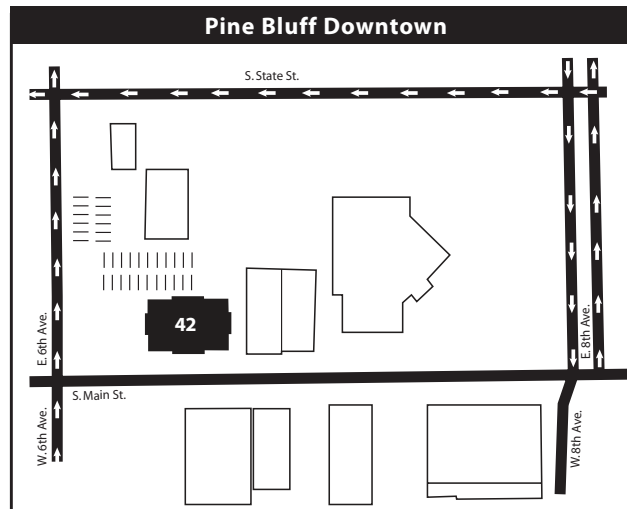 Pine Bluff Downtown
S. State St.
42
E. 6th Ave.
E. 8th Ave.
S. Main St.
W. 6th Ave.
W. 8th Ave.